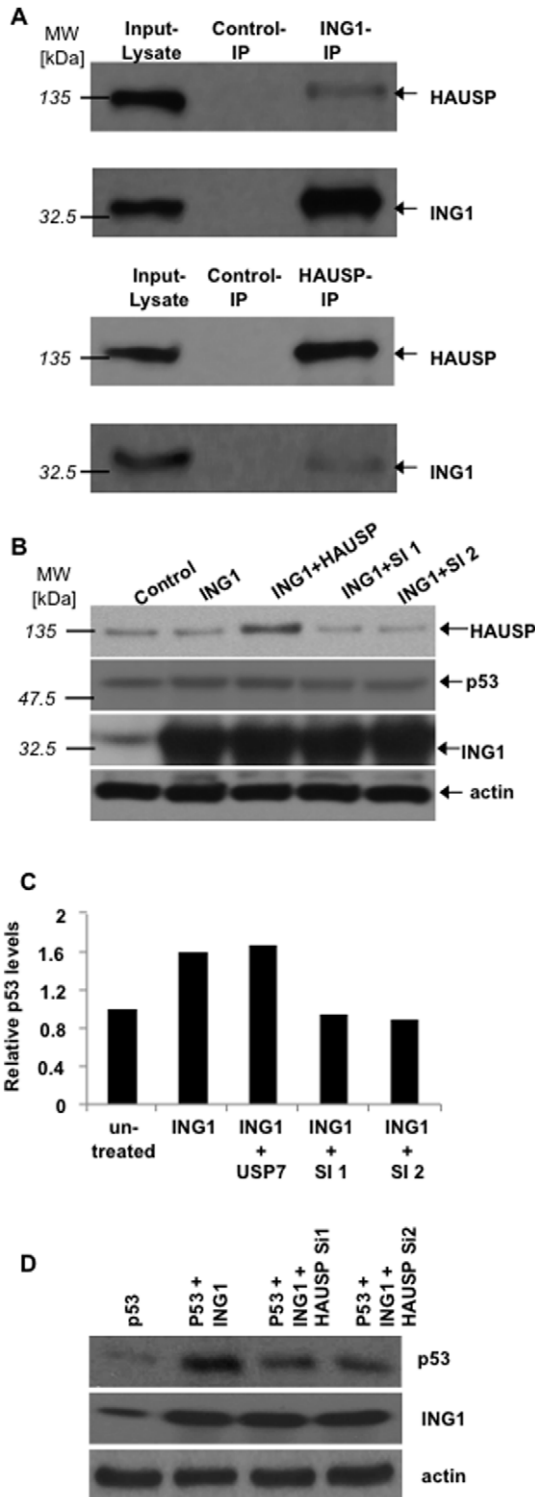 A
MW
[kDa]
Input-
Lysate
Control-
IP
ING1-
IP
135
HAUSP
32.5
ING1
Input-
Lysate
Control-
IP
HAUSP-
IP
135
HAUSP
32.5
ING1
B
MW
[kDa]
Control
ING1
ING1+HAUSP
ING1+SI 1
ING1+SI 2
135
HAUSP
p53
47.5
32.5
ING1
actin
C
Relative p53 levels
2
1.6
1.2
0.8
0.4
0
un-
treated
ING1
ING1
+
USP7
ING1
+
SI 1
ING1
+
SI 2
D
p53
P53 +
ING1
P53 +
ING1 +
HAUSP Si1
P53 +
ING1 +
HAUSP Si2
p53
ING1
actin